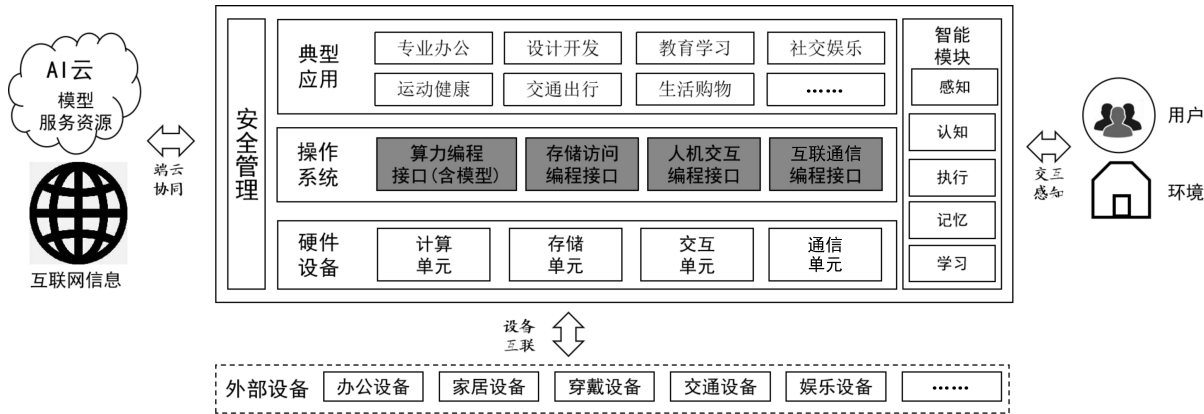 AI云
模型
服务资源
互联网信息
端云
协同
安全管理
典型
应用
专业办公
设计开发
教育学习
社交娱乐
运动健康
交通出行
生活购物
……
操作
系统
算力编程
接口(含模型)
存储访问
编程接口
人机交互
编程接口
互联通信
编程接口
硬件
设备
计算
单元
存储
单元
交互
单元
通信
单元
智能
模块
感知
认知
执行
记忆
学习
交互
感知
用户
环境
设备
互联
外部设备
办公设备
家居设备
穿戴设备
交通设备
娱乐设备
……